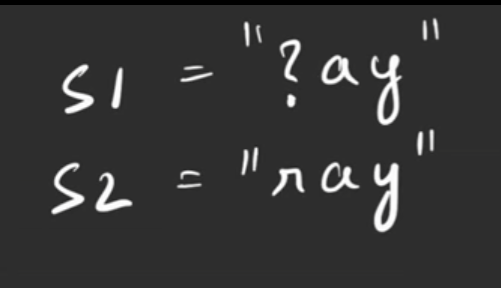 S1 = "?ay"
S2 = "ray"